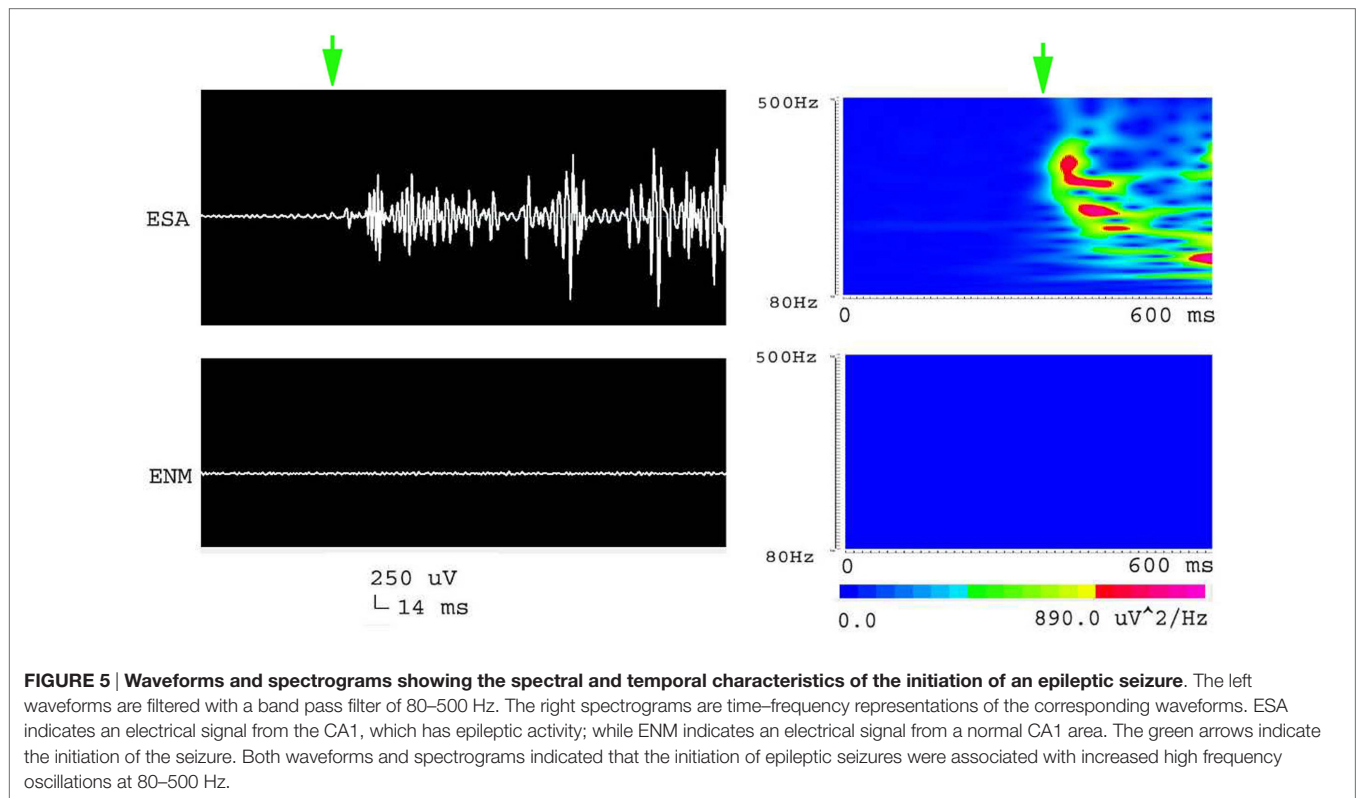 500Hz
ESA
80Hz
0 600 ms
500Hz
ENM
80Hz
0 600 ms
250 uV
14 ms
0.0 890.0 uV^2/Hz
FIGURE 5 | Waveforms and spectrograms showing the spectral and temporal characteristics of the initiation of an epileptic seizure. The left
waveforms are filtered with a band pass filter of 80–500 Hz. The right spectrograms are time–frequency representations of the corresponding waveforms. ESA
indicates an electrical signal from the CA1, which has epileptic activity; while ENM indicates an electrical signal from a normal CA1 area. The green arrows indicate
the initiation of the seizure. Both waveforms and spectrograms indicated that the initiation of epileptic seizures were associated with increased high frequency
oscillations at 80–500 Hz.